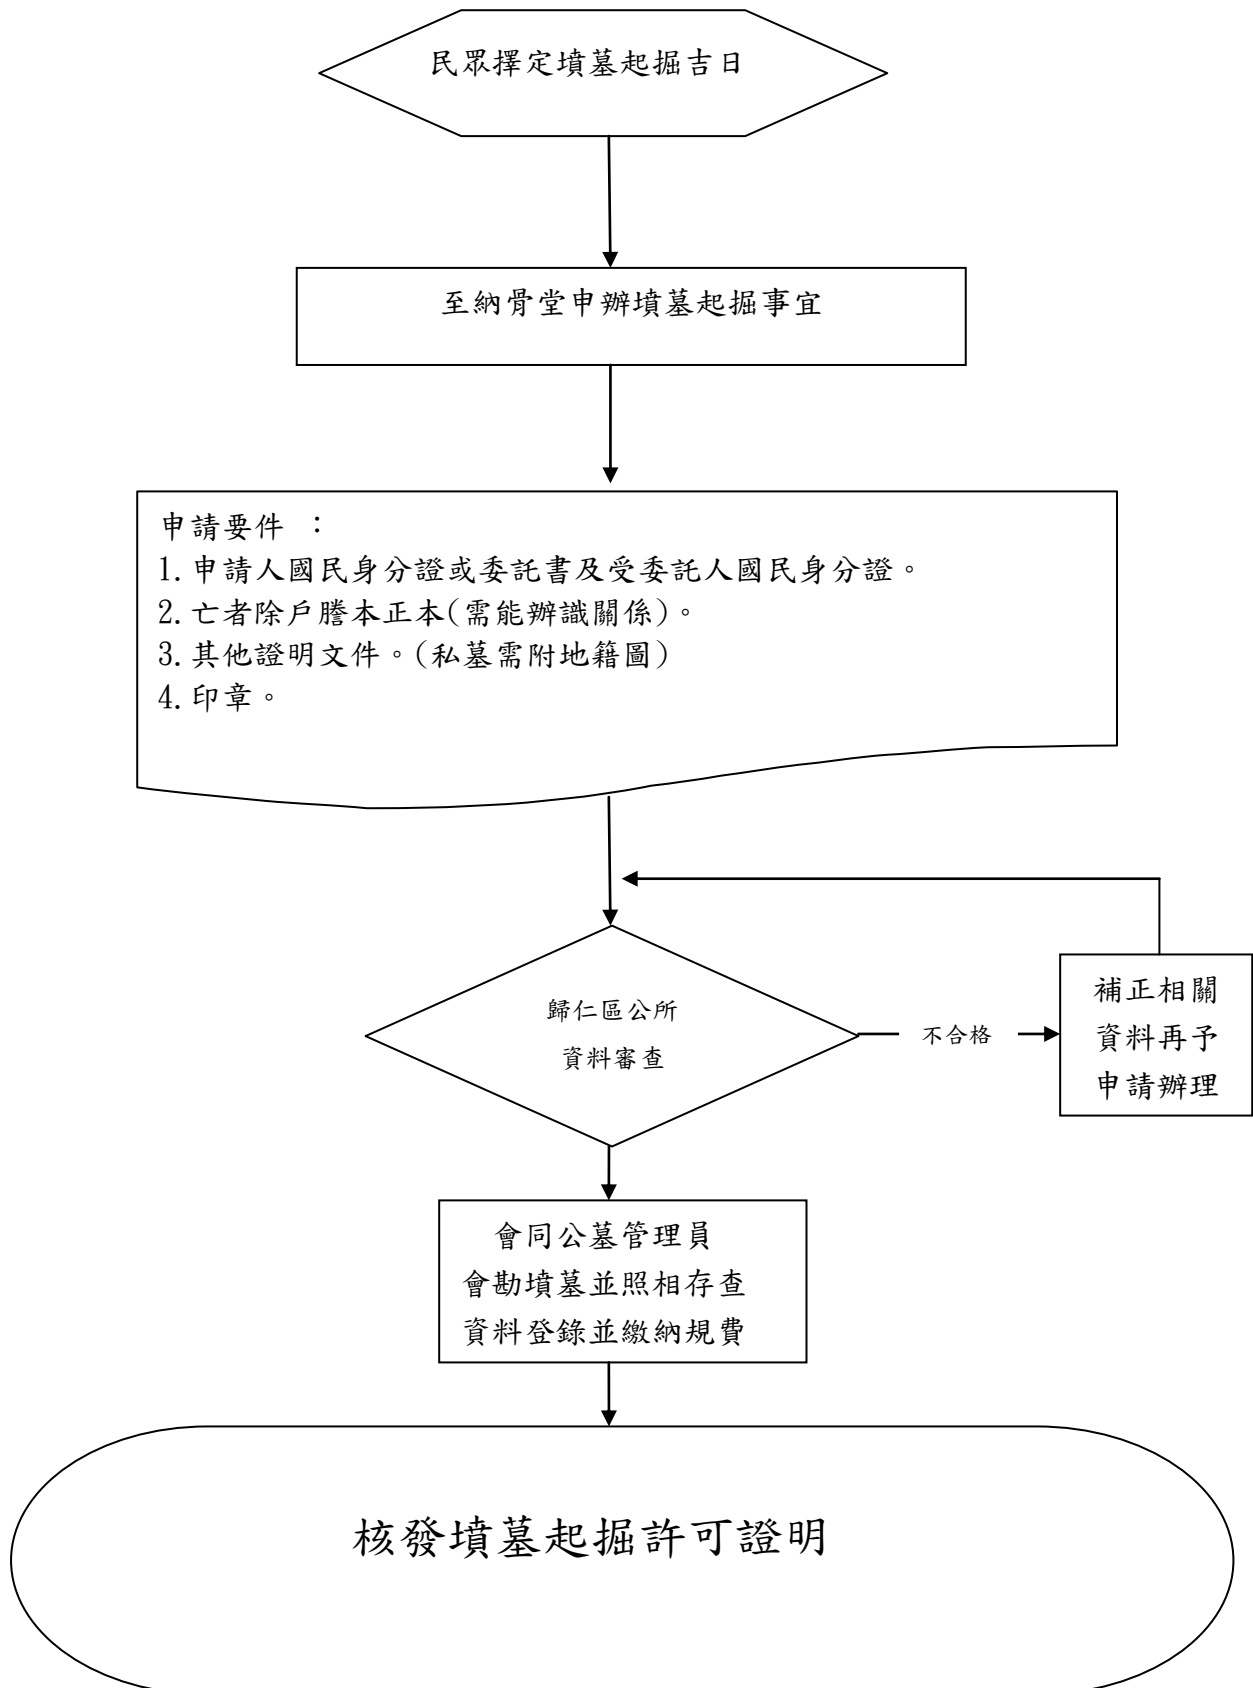 民眾擇定墳墓起掘吉日
至納骨堂申辦墳墓起掘事宜
申請要件 ：
1.申請人國民身分證或委託書及受委託人國民身分證。
2.亡者除戶謄本正本(需能辨識關係)。
3.其他證明文件。(私墓需附地籍圖)
4.印章。
歸仁區公所
資料審查
不合格
補正相關
資料再予
申請辦理
會同公墓管理員
會勘墳墓並照相存查
資料登錄並繳納規費
核發墳墓起掘許可證明